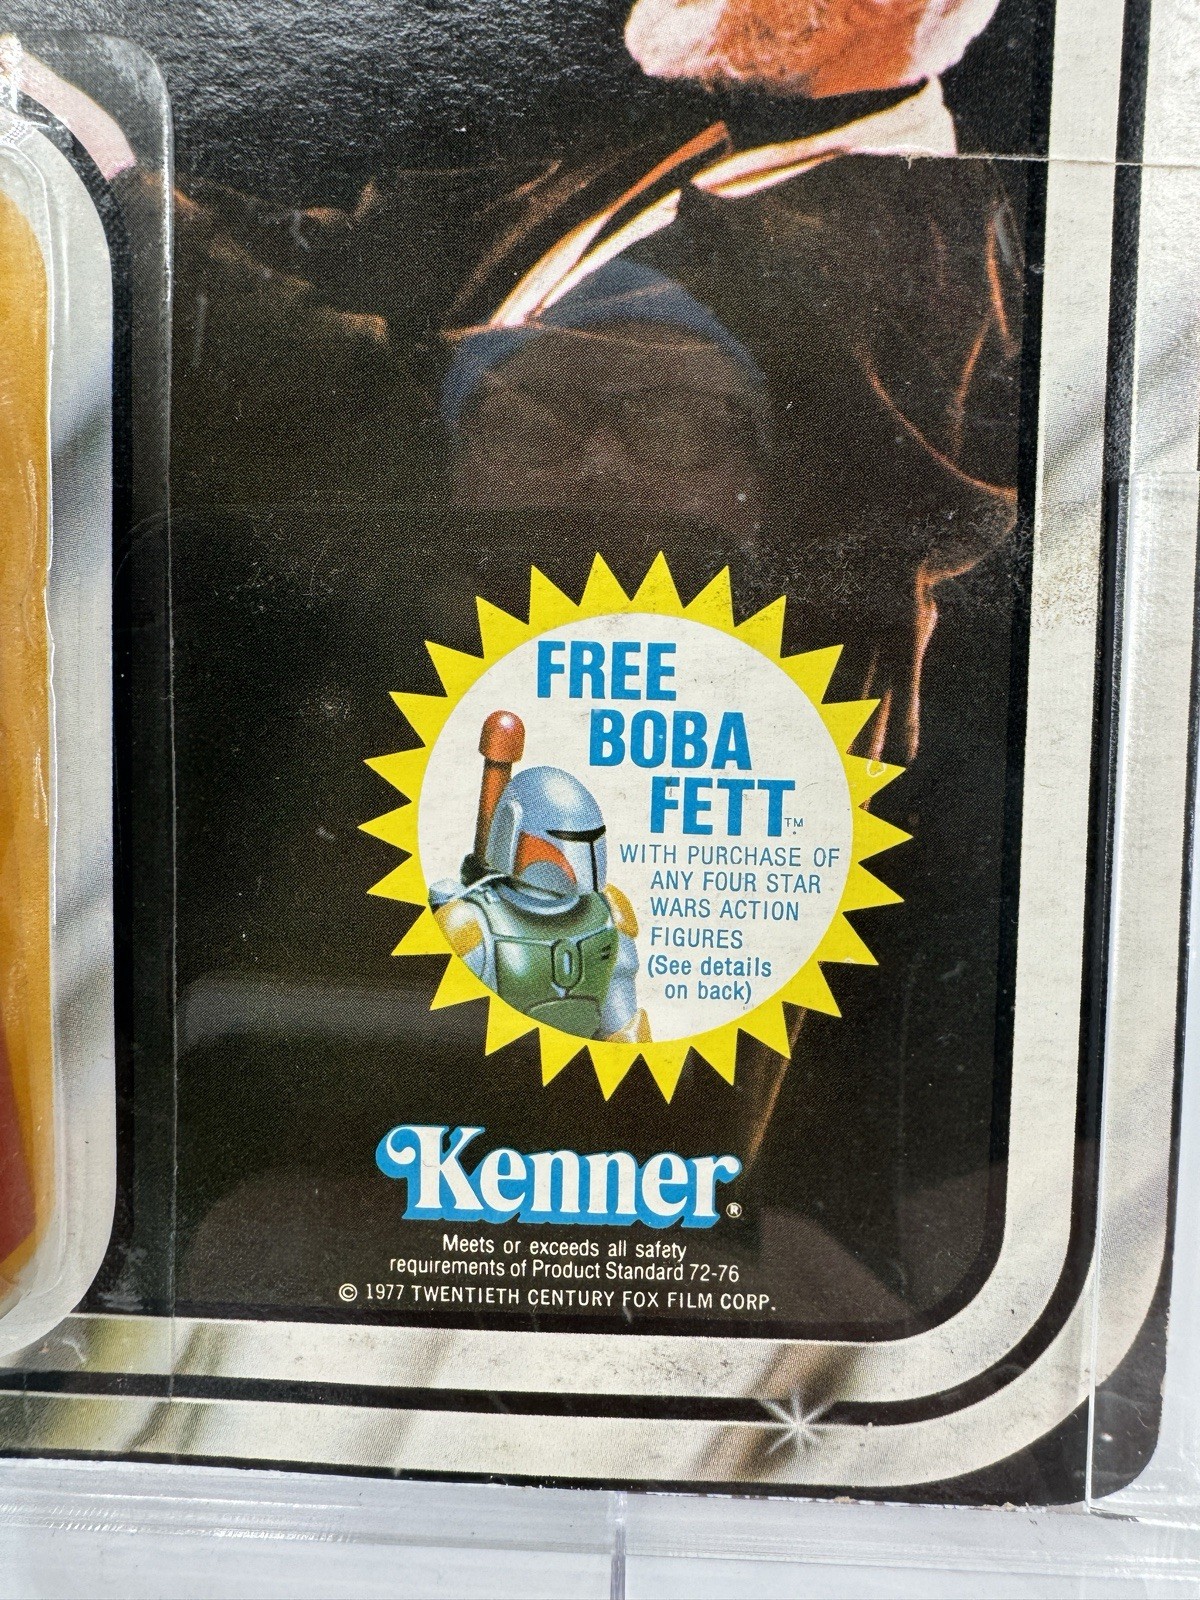 FREE
BOBA
FETT™
WITH PURCHASE OF
ANY FOUR STAR
WARS ACTION
FIGURES
(See details
on back)
Kenner®
Meets or exceeds all safety
requirements of Product Standard 72-76
© 1977 TWENTIETH CENTURY FOX FILM CORP.